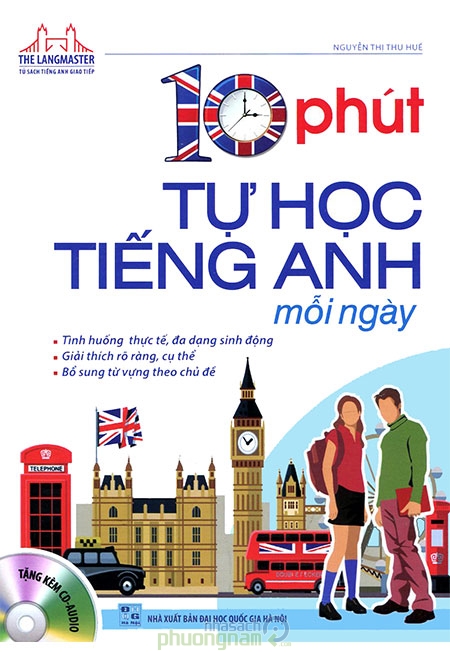 THE LANGMASTER
TỦ SÁCH TIẾNG ANH GIAO TIẾP
NGUYỄN THỊ THU HUẾ
10 phút
TỰ HỌC
TIẾNG ANH
mỗi ngày
Tình huống thực tế, đa dạng sinh động
Giải thích rõ ràng, cụ thể
Bổ sung từ vựng theo chủ đề
TELEPHONE
TẶNG KÈM CD-AUDIO
NHÀ XUẤT BẢN ĐẠI HỌC QUỐC GIA HÀ NỘI
nhasach
phuongnam